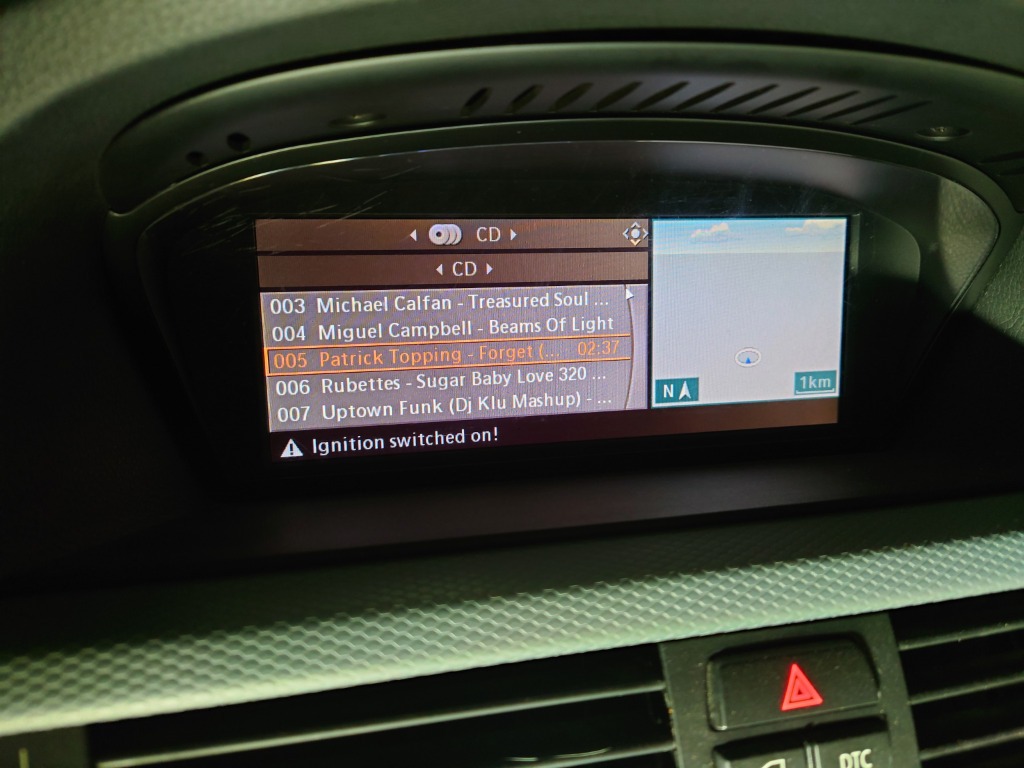 CD
CD
003 Michael Calfan - Treasured Soul ...
004 Miguel Campbell - Beams Of Light
005 Patrick Topping - Forget (... 02:37
006 Rubettes - Sugar Baby Love 320 ...
007 Uptown Funk (Dj Klu Mashup) - ...
N
1km
Ignition switched on!
DTC